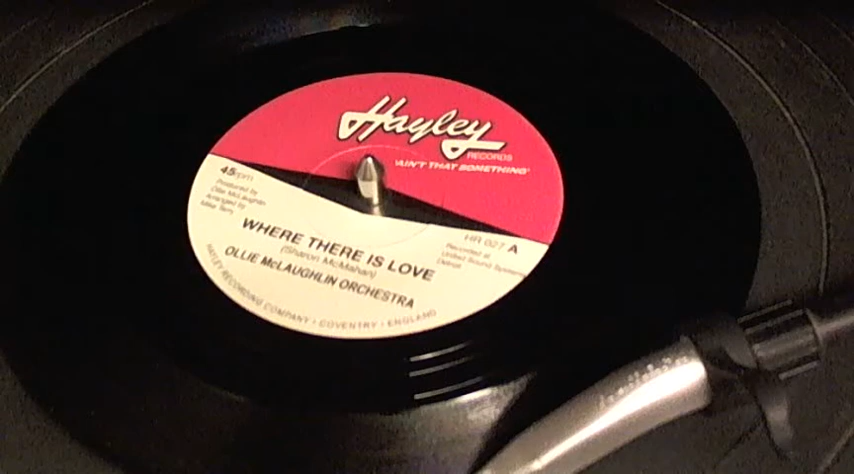 Hayley
RECORDS
'AIN'T THAT SOMETHING'
45rpm
Produced by
Ollie McLaughlin
Arranged by
Mike Terry
HR 027 A
Recorded at
United Sound Systems
Detroit
WHERE THERE IS LOVE
(Sharon McMahan)
OLLIE McLAUGHLIN ORCHESTRA
HAYLEY RECORDING COMPANY • COVENTRY • ENGLAND